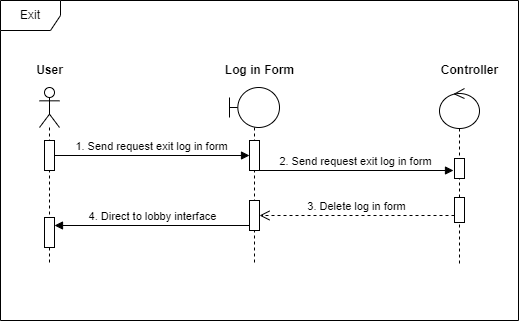 Exit
User
Log in Form
Controller
1. Send request exit log in form
2. Send request exit log in form
3. Delete log in form
4. Direct to lobby interface